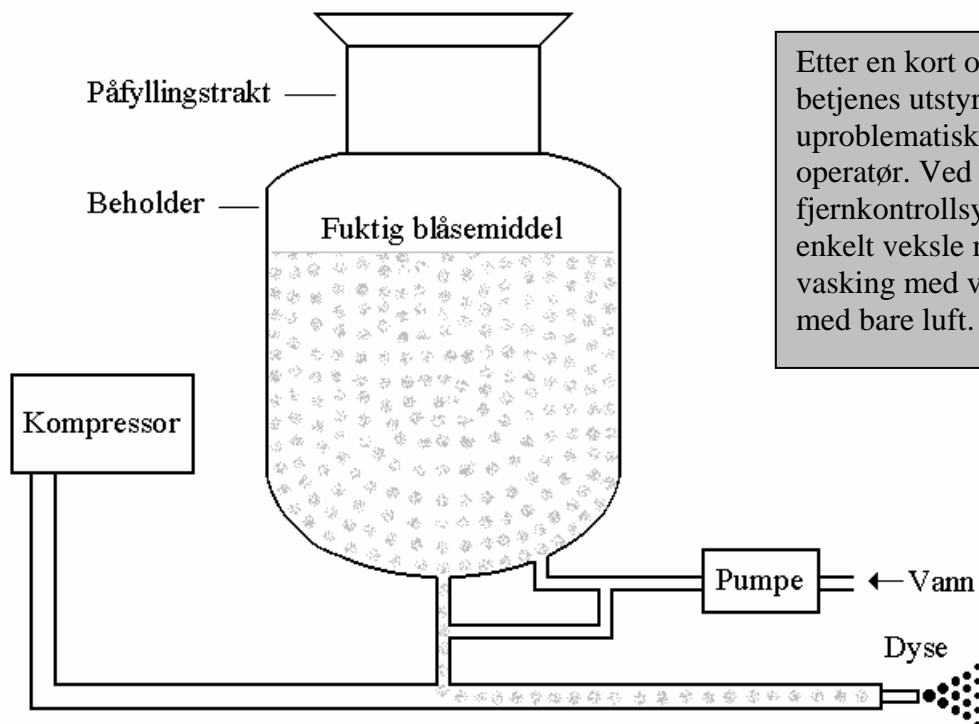 Påfyllingstrakt
Beholder
Fuktig blåsemiddel
Kompressor
Pumpe
Vann
Dyse
Etter en kort o
betjenes utstyr
uproblematisk
operatør. Ved
fjernkontrollsy
enkelt veksle
vasking med v
med bare luft.